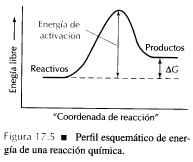 Energía de
activación
Productos
Reactivos
ΔG
Enegía libre
"Coordenada de reacción"
Figura 17.5 ■ Perfil esquemático de ener-
gía de una reacción química.